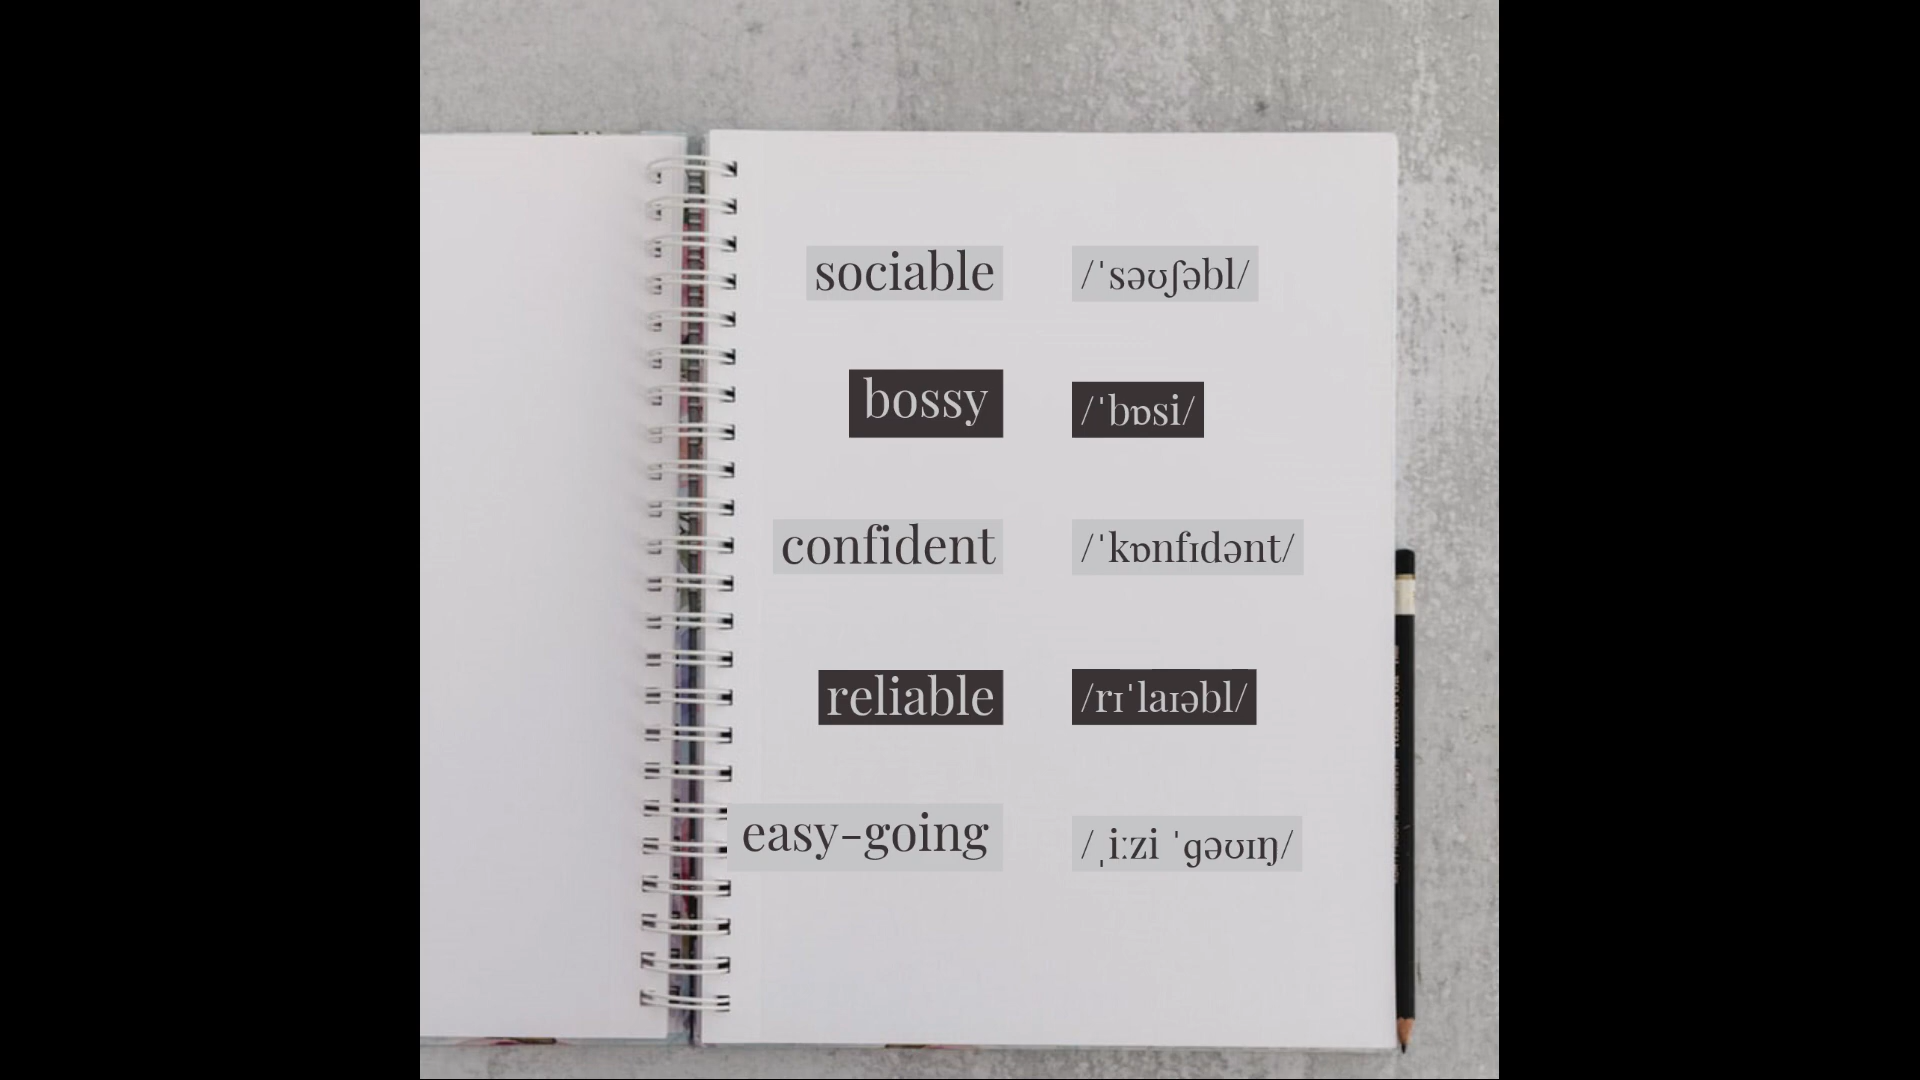 sociable /ˈsəʊʃəbl/
bossy /ˈbɒsi/
confident /ˈkɒnfɪdənt/
reliable /rɪˈlaɪəbl/
easy-going /ˌiːzi ˈɡəʊɪŋ/